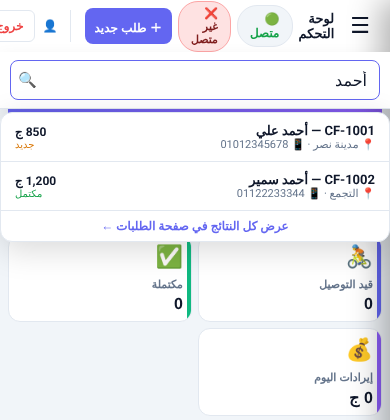 ☰ لوحة التحكم
🟢 متصل
❌ غير متصل
+ طلب جديد
👤
خروج
أحمد
CF-1001 — أحمد علي
850 ج
📍 مدينة نصر · 📱 01012345678
جديد
CF-1002 — أحمد سمير
1,200 ج
📍 التجمع · 📱 01122233344
مكتمل
عرض كل النتائج في صفحة الطلبات ←
قيد التوصيل
0
مكتملة
0
إيرادات اليوم
0 ج